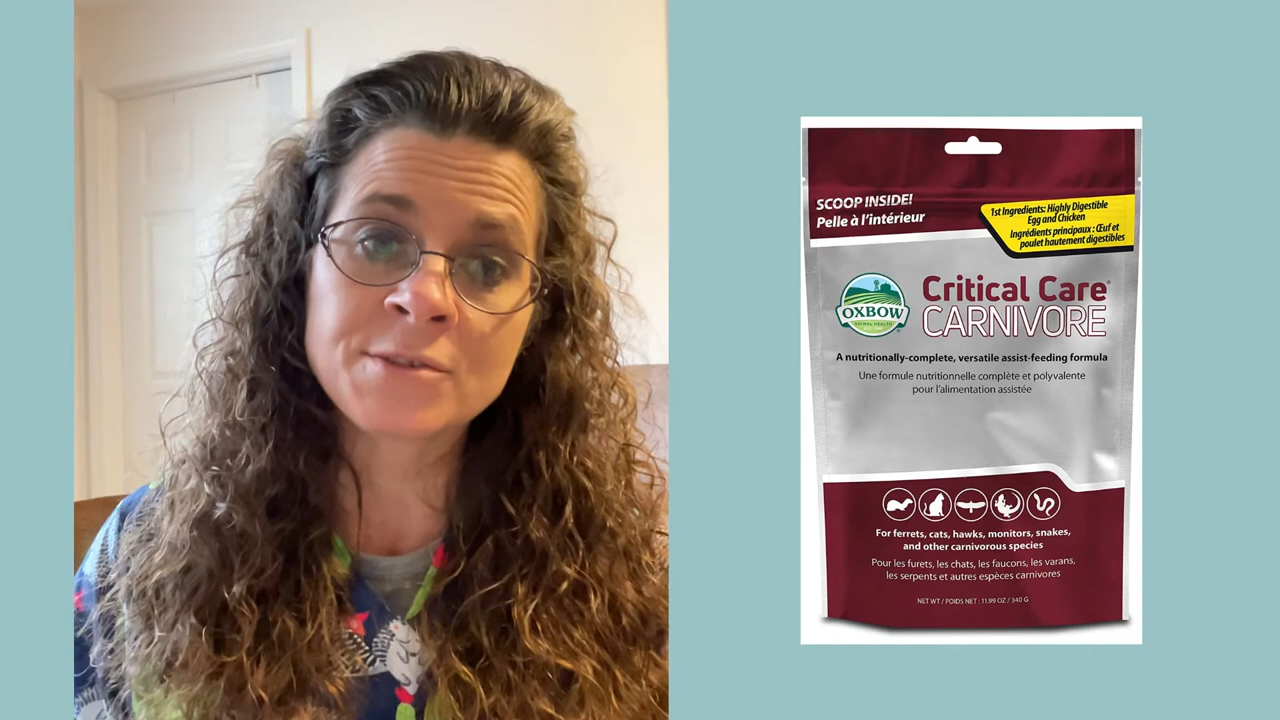 SCOOP INSIDE!
Pelle à l'intérieur
1st Ingredients: Highly Digestible
Egg and Chicken
Ingrédients principaux : Œuf et
poulet hautement digestibles
OXBOW
ANIMAL HEALTH
Critical Care®
CARNIVORE
A nutritionally-complete, versatile assist-feeding formula
Une formule nutritionnelle complète et polyvalente
pour l'alimentation assistée
For ferrets, cats, hawks, monitors, snakes,
and other carnivorous species
Pour les furets, les chats, les faucons, les varans,
les serpents et autres espèces carnivores
NET WT / POIDS NET : 11.99 OZ / 340 G